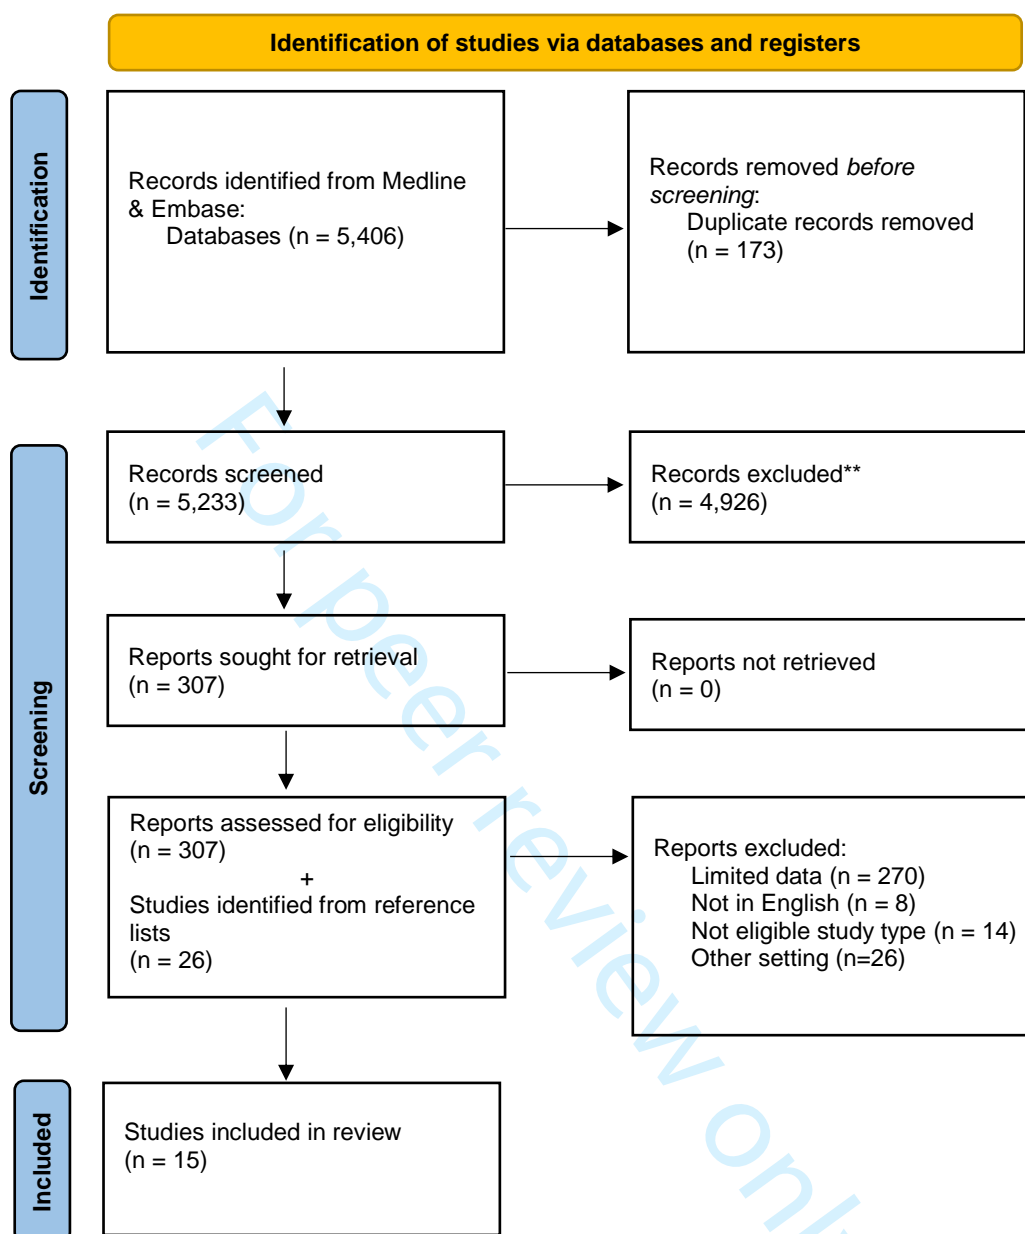 Identification of studies via databases and registers
Identification
Records identified from Medline
& Embase:
Databases (n = 5,406)
Records removed before
screening:
Duplicate records removed
(n = 173)
Screening
Records screened
(n = 5,233)
Records excluded**
(n = 4,926)
Reports sought for retrieval
(n = 307)
Reports not retrieved
(n = 0)
Reports assessed for eligibility
(n = 307)
+
Studies identified from reference
lists
(n = 26)
Reports excluded:
Limited data (n = 270)
Not in English (n = 8)
Not eligible study type (n = 14)
Other setting (n=26)
Included
Studies included in review
(n = 15)
For peer review only